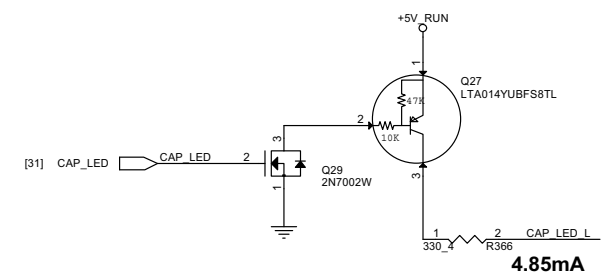 +5V_RUN
1
Q27
LTA014YUBFS8TL
47K
2
10K
3
3
[31] CAP_LED
CAP_LED
2
Q29
2N7002W
1
1
2
CAP_LED_L
330_4
R366
4.85mA